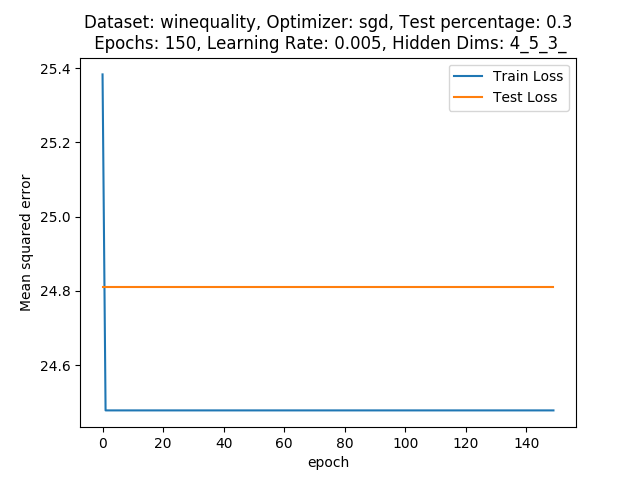 Dataset: winequality, Optimizer: sgd, Test percentage: 0.3
Epochs: 150, Learning Rate: 0.005, Hidden Dims: 4_5_3_
Train Loss
Test Loss
25.4
25.2
25.0
24.8
24.6
Mean squared error
0 20 40 60 80 100 120 140
epoch